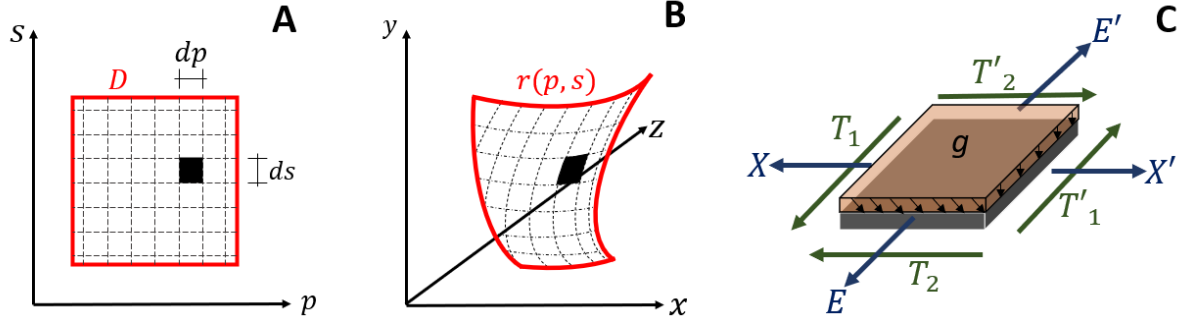 A
s
dp
D
ds
p
B
y
r(p, s)
z
x
C
E′
T′₂
T₁
g
X
X′
T′₁
T₂
E